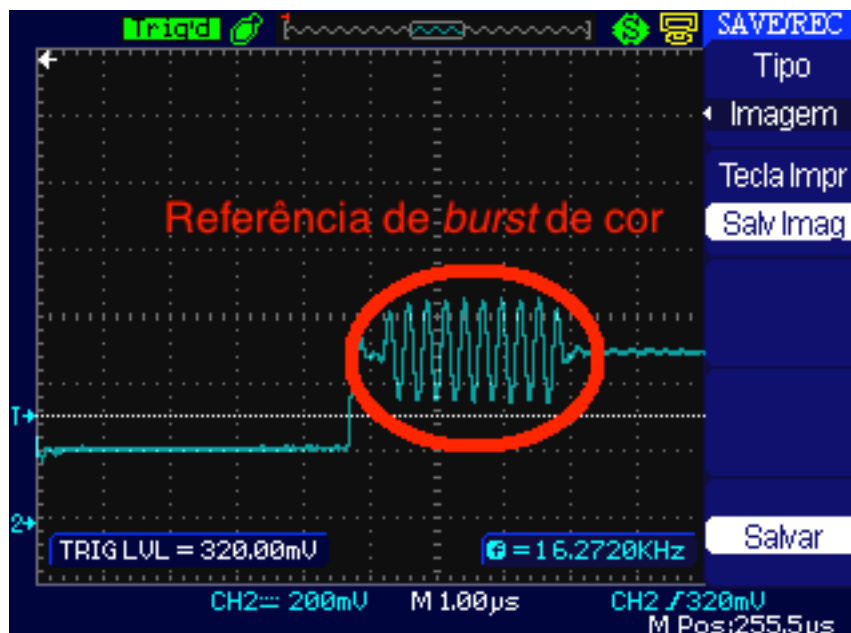 Trig'd
S
SAVE/REC
Tipo
Imagem
Tecla Impr
Salv Imag
Referência de burst de cor
T
2
TRIG LVL = 320.00mV
f = 16.2720KHz
Salvar
CH2 200mV M 1.00µs CH2 320mV
M Pos:255.5µs